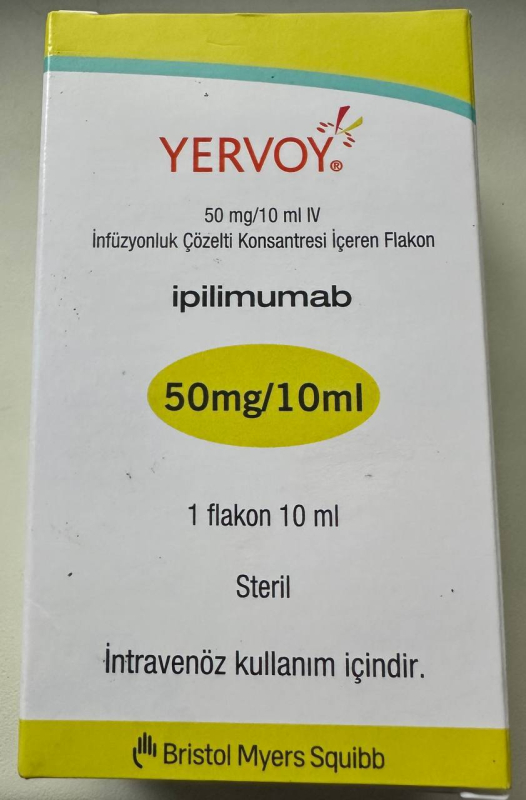 YERVOY®
50 mg/10 ml IV
İnfüzyonluk Çözelti Konsantresi İçeren Flakon
ipilimumab
50mg/10ml
1 flakon 10 ml
Steril
İntravenöz kullanım içindir.
Bristol Myers Squibb